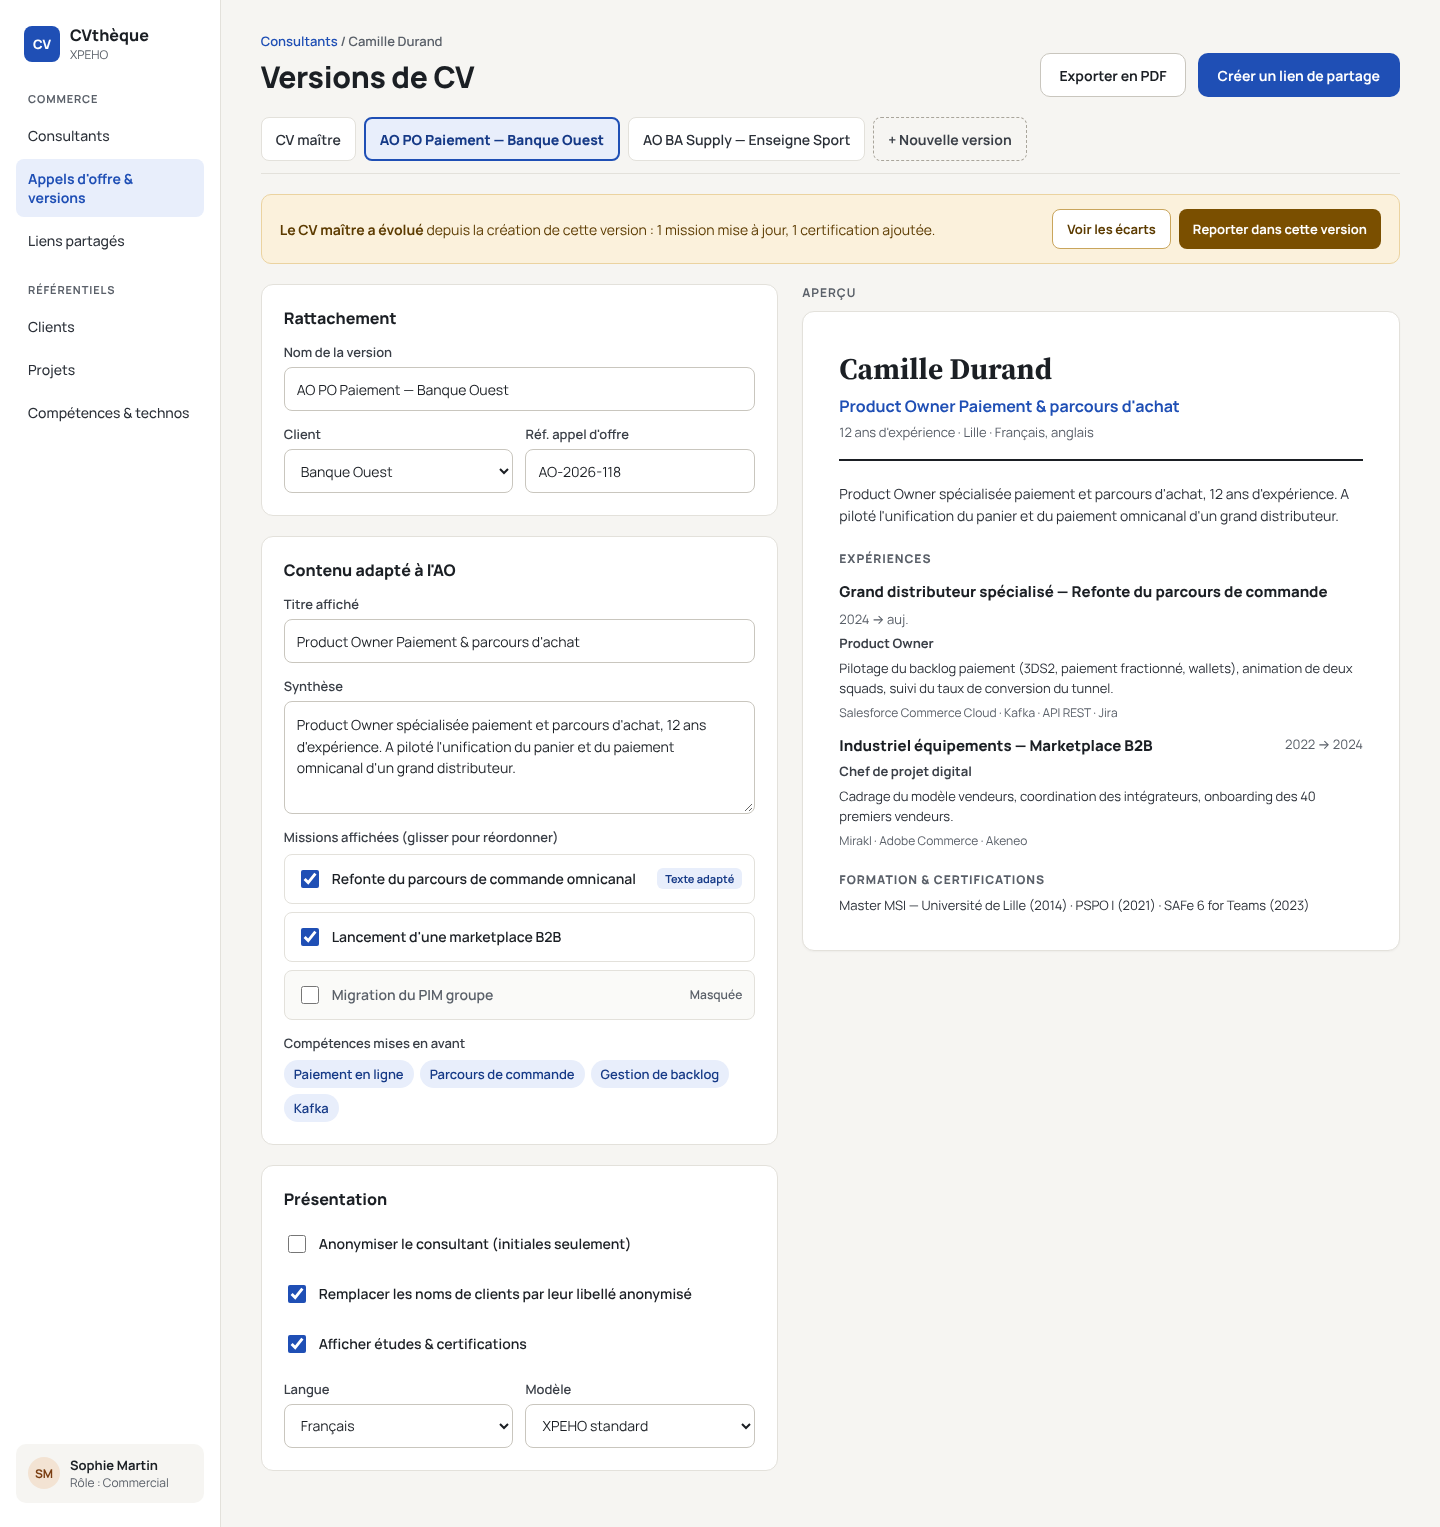 CV
CVthèque
XPEHO
COMMERCE
Consultants
Appels d'offre &
versions
Liens partagés
RÉFÉRENTIELS
Clients
Projets
Compétences & technos
SM
Sophie Martin
Rôle : Commercial
Consultants / Camille Durand
Versions de CV
Exporter en PDF
Créer un lien de partage
CV maître
AO PO Paiement — Banque Ouest
AO BA Supply — Enseigne Sport
+ Nouvelle version
Le CV maître a évolué depuis la création de cette version : 1 mission mise à jour, 1 certification ajoutée.
Voir les écarts
Reporter dans cette version
Rattachement
Nom de la version
AO PO Paiement — Banque Ouest
Client
Réf. appel d'offre
Banque Ouest
AO-2026-118
Contenu adapté à l'AO
Titre affiché
Product Owner Paiement & parcours d'achat
Synthèse
Product Owner spécialisée paiement et parcours d'achat, 12 ans
d'expérience. A piloté l'unification du panier et du paiement
omnicanal d'un grand distributeur.
Missions affichées (glisser pour réordonner)
Refonte du parcours de commande omnicanal
Texte adapté
Lancement d'une marketplace B2B
Migration du PIM groupe
Masquée
Compétences mises en avant
Paiement en ligne
Parcours de commande
Gestion de backlog
Kafka
Présentation
Anonymiser le consultant (initiales seulement)
Remplacer les noms de clients par leur libellé anonymisé
Afficher études & certifications
Langue
Modèle
Français
XPEHO standard
APERÇU
Camille Durand
Product Owner Paiement & parcours d'achat
12 ans d'expérience · Lille · Français, anglais
Product Owner spécialisée paiement et parcours d'achat, 12 ans d'expérience. A
piloté l'unification du panier et du paiement omnicanal d'un grand distributeur.
EXPÉRIENCES
Grand distributeur spécialisé — Refonte du parcours de commande
2024 → auj.
Product Owner
Pilotage du backlog paiement (3DS2, paiement fractionné, wallets), animation de deux
squads, suivi du taux de conversion du tunnel.
Salesforce Commerce Cloud · Kafka · API REST · Jira
Industriel équipements — Marketplace B2B
2022 → 2024
Chef de projet digital
Cadrage du modèle vendeurs, coordination des intégrateurs, onboarding des 40
premiers vendeurs.
Mirakl · Adobe Commerce · Akeneo
FORMATION & CERTIFICATIONS
Master MSI — Université de Lille (2014) · PSPO I (2021) · SAFe 6 for Teams (2023)